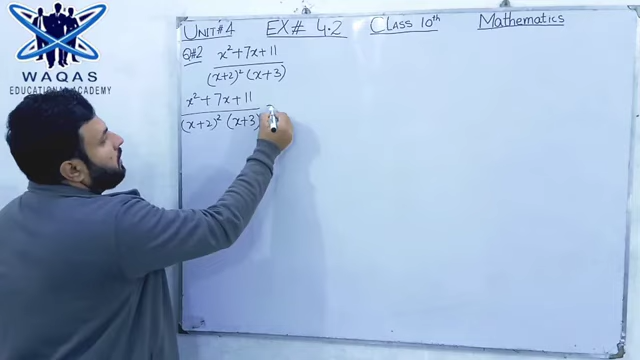 WAQAS
EDUCATIONAL ACADEMY
UNIT#4 EX# 4.2 CLASS 10th Mathematics
Q#2 x²+7x+11
(x+2)² (x+3)
x²+7x+11
(x+2)² (x+3)